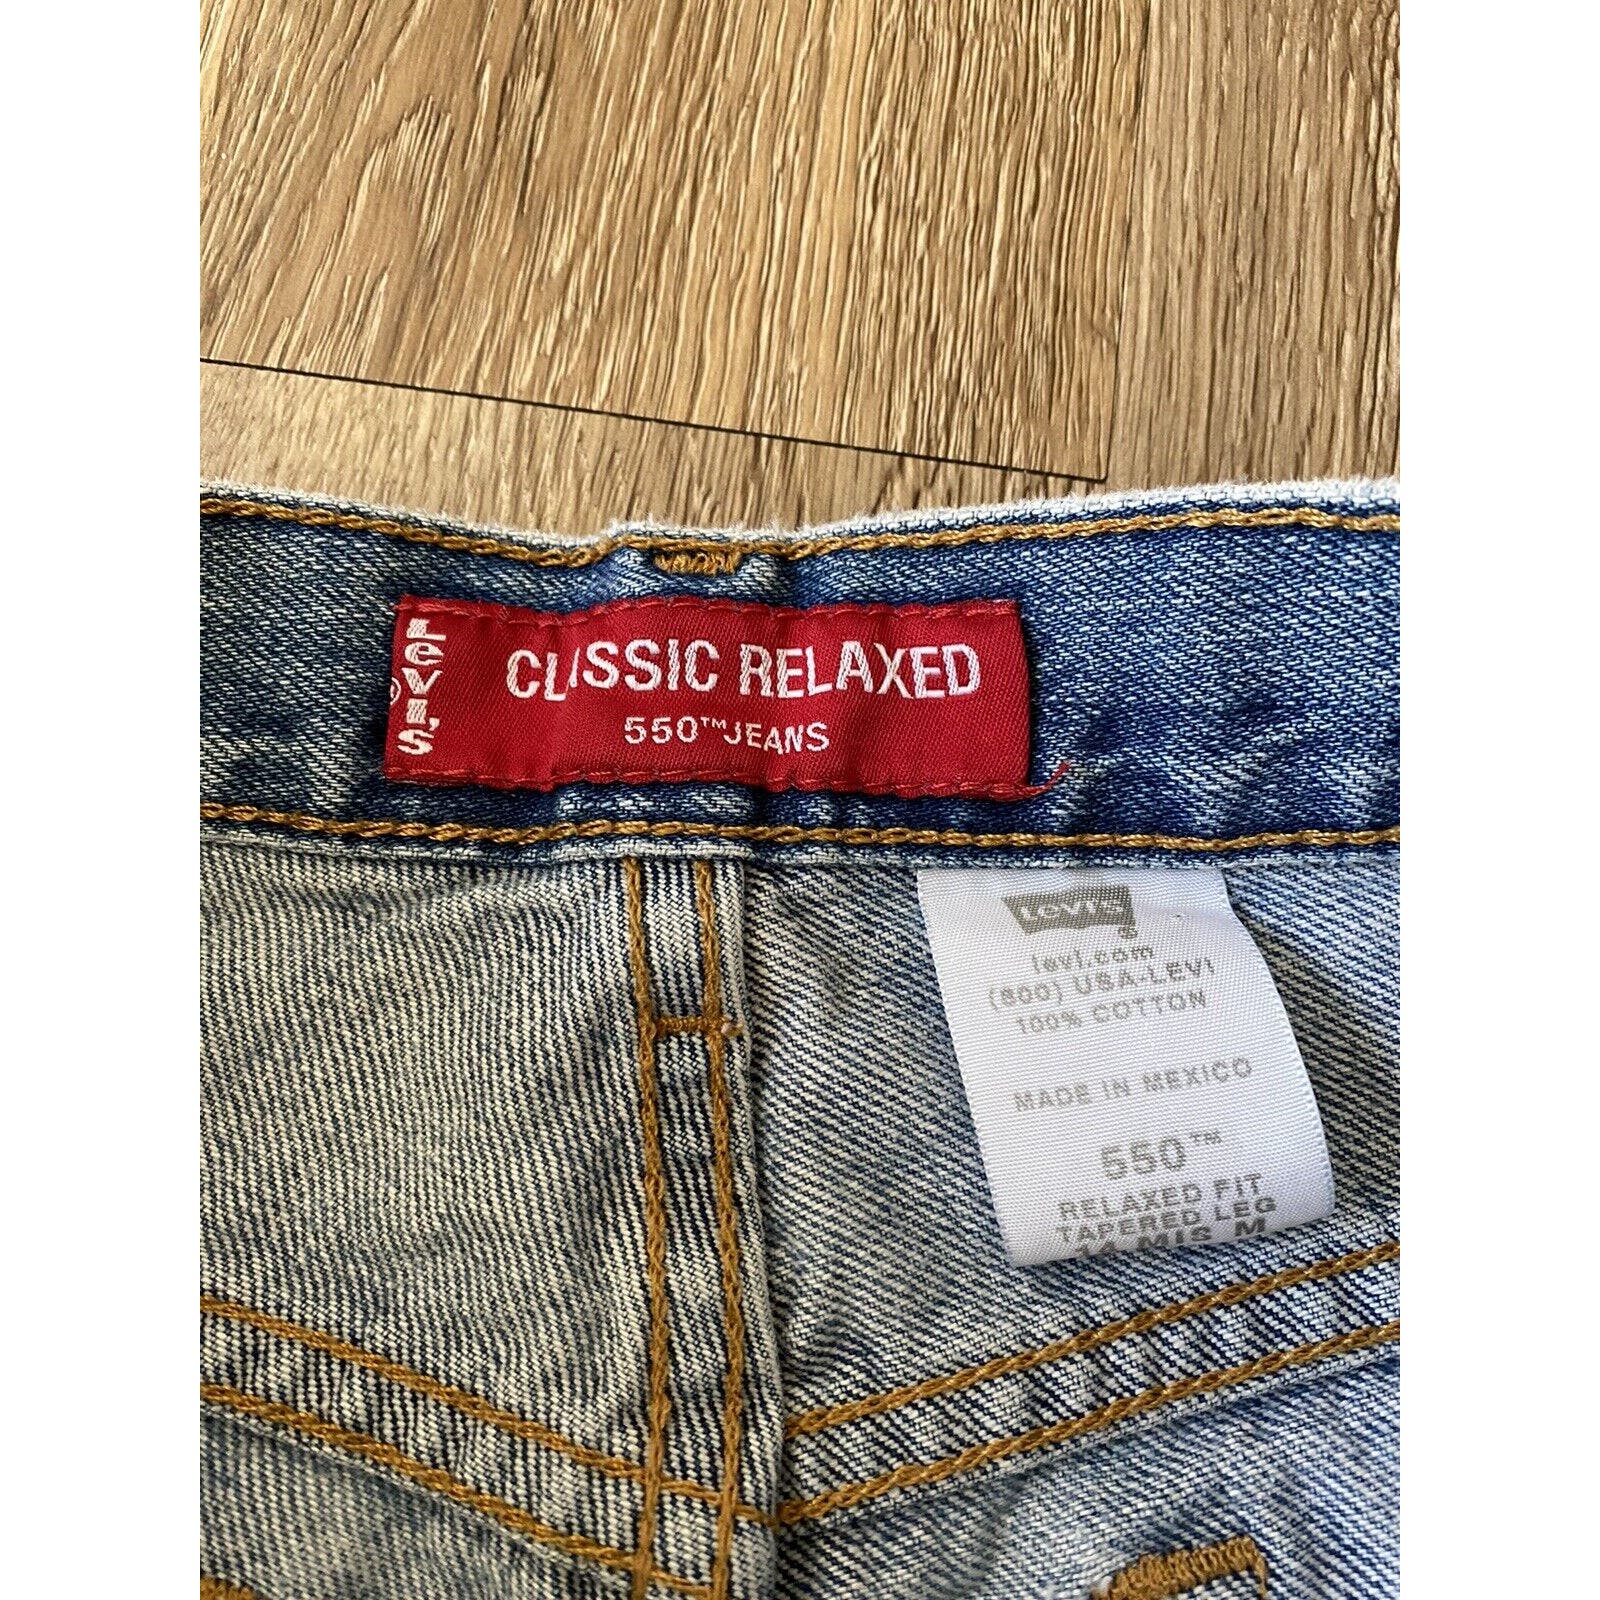 LEVI'S®
CLASSIC RELAXED
550™ JEANS
Levi's®
levi.com
(800) USA-LEVI
100% COTTON
MADE IN MEXICO
550™
RELAXED FIT
TAPERED LEG
14 MIS M